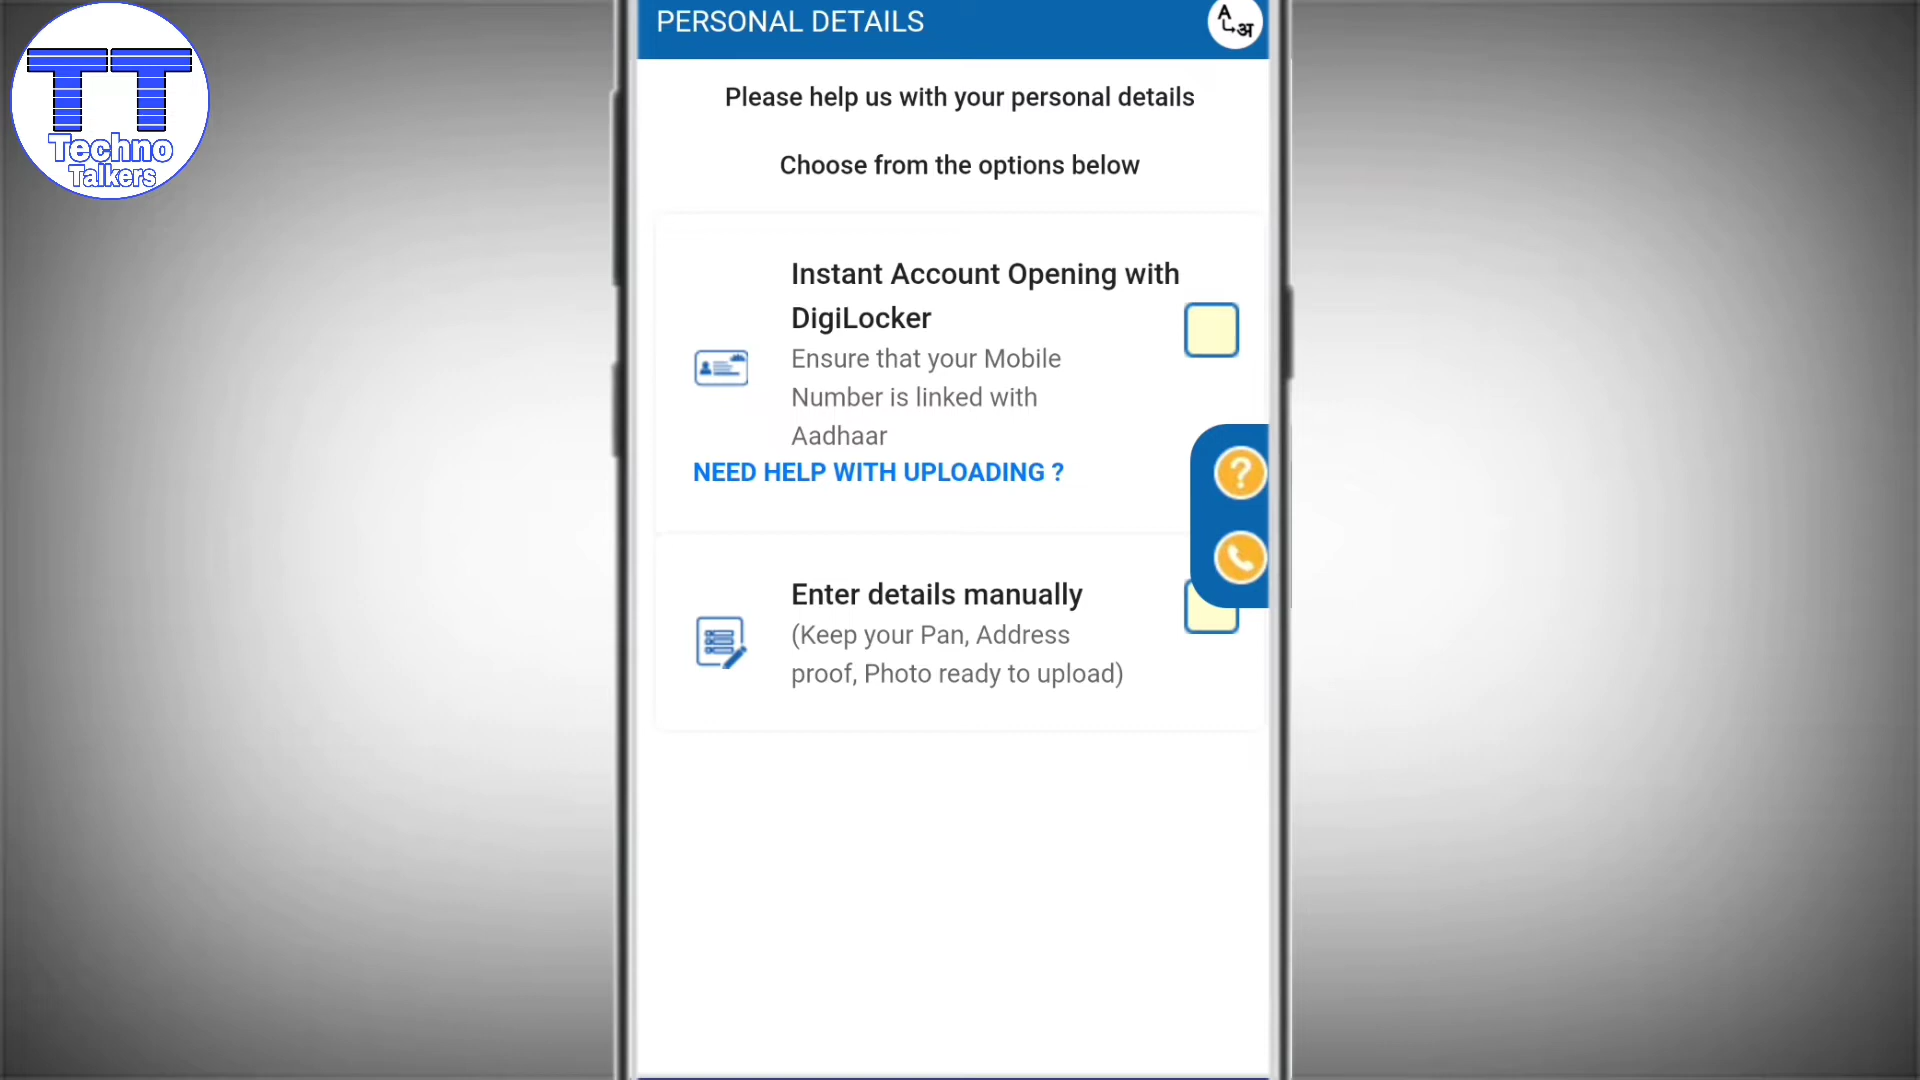 TT
Techno
Talkers
PERSONAL DETAILS
A
अ
Please help us with your personal details
Choose from the options below
Instant Account Opening with
DigiLocker
Ensure that your Mobile
Number is linked with
Aadhaar
NEED HELP WITH UPLOADING ?
?
Enter details manually
(Keep your Pan, Address
proof, Photo ready to upload)